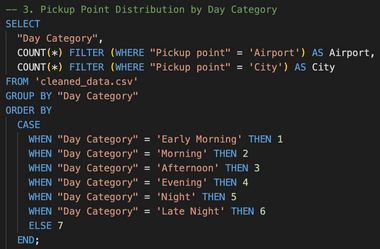 -- 3. Pickup Point Distribution by Day Category
SELECT
  "Day Category",
  COUNT(*) FILTER (WHERE "Pickup point" = 'Airport') AS Airport,
  COUNT(*) FILTER (WHERE "Pickup point" = 'City') AS City
FROM 'cleaned_data.csv'
GROUP BY "Day Category"
ORDER BY
  CASE
    WHEN "Day Category" = 'Early Morning' THEN 1
    WHEN "Day Category" = 'Morning' THEN 2
    WHEN "Day Category" = 'Afternoon' THEN 3
    WHEN "Day Category" = 'Evening' THEN 4
    WHEN "Day Category" = 'Night' THEN 5
    WHEN "Day Category" = 'Late Night' THEN 6
    ELSE 7
  END;